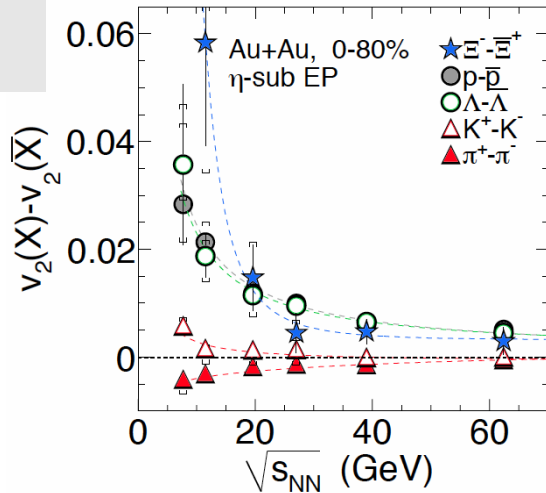 0.06
0.04
0.02
0
v₂(X)-v₂(X̅)
Au+Au, 0-80%
η-sub EP
Ξ⁻-Ξ̅⁺
p-p̅
Λ-Λ̅
K⁺-K⁻
π⁺-π⁻
0 20 40 60
√s_NN (GeV)